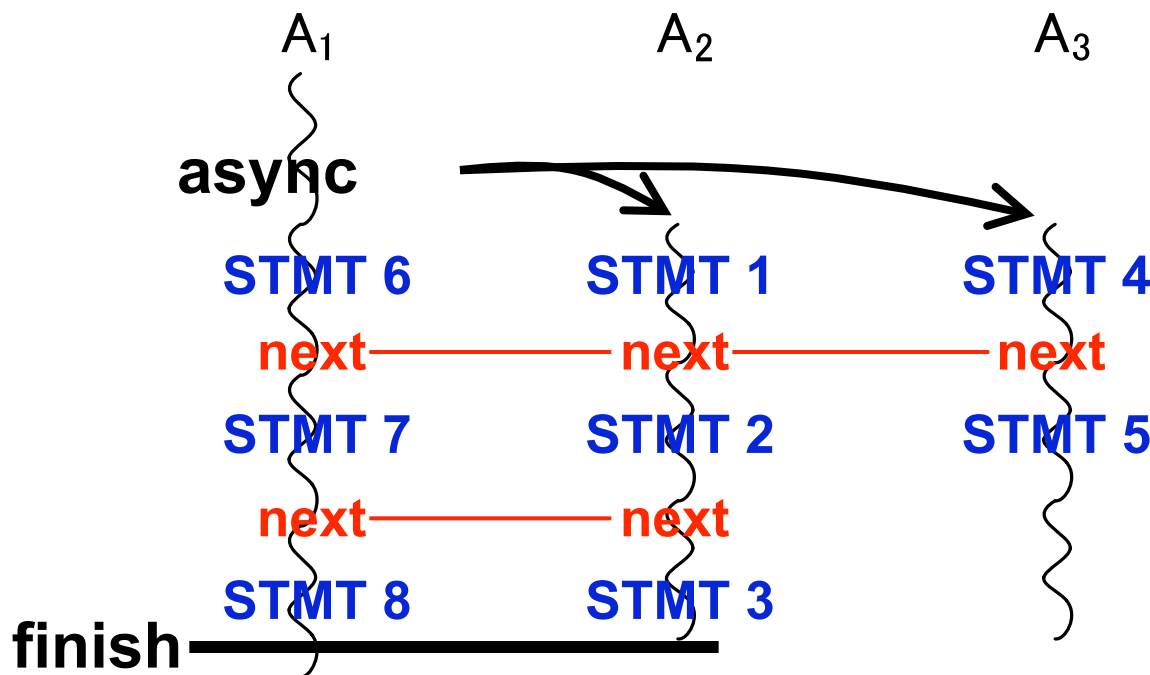 A1 A2 A3
async
STMT 6 STMT 1 STMT 4
next next next
STMT 7 STMT 2 STMT 5
next next
STMT 8 STMT 3
finish